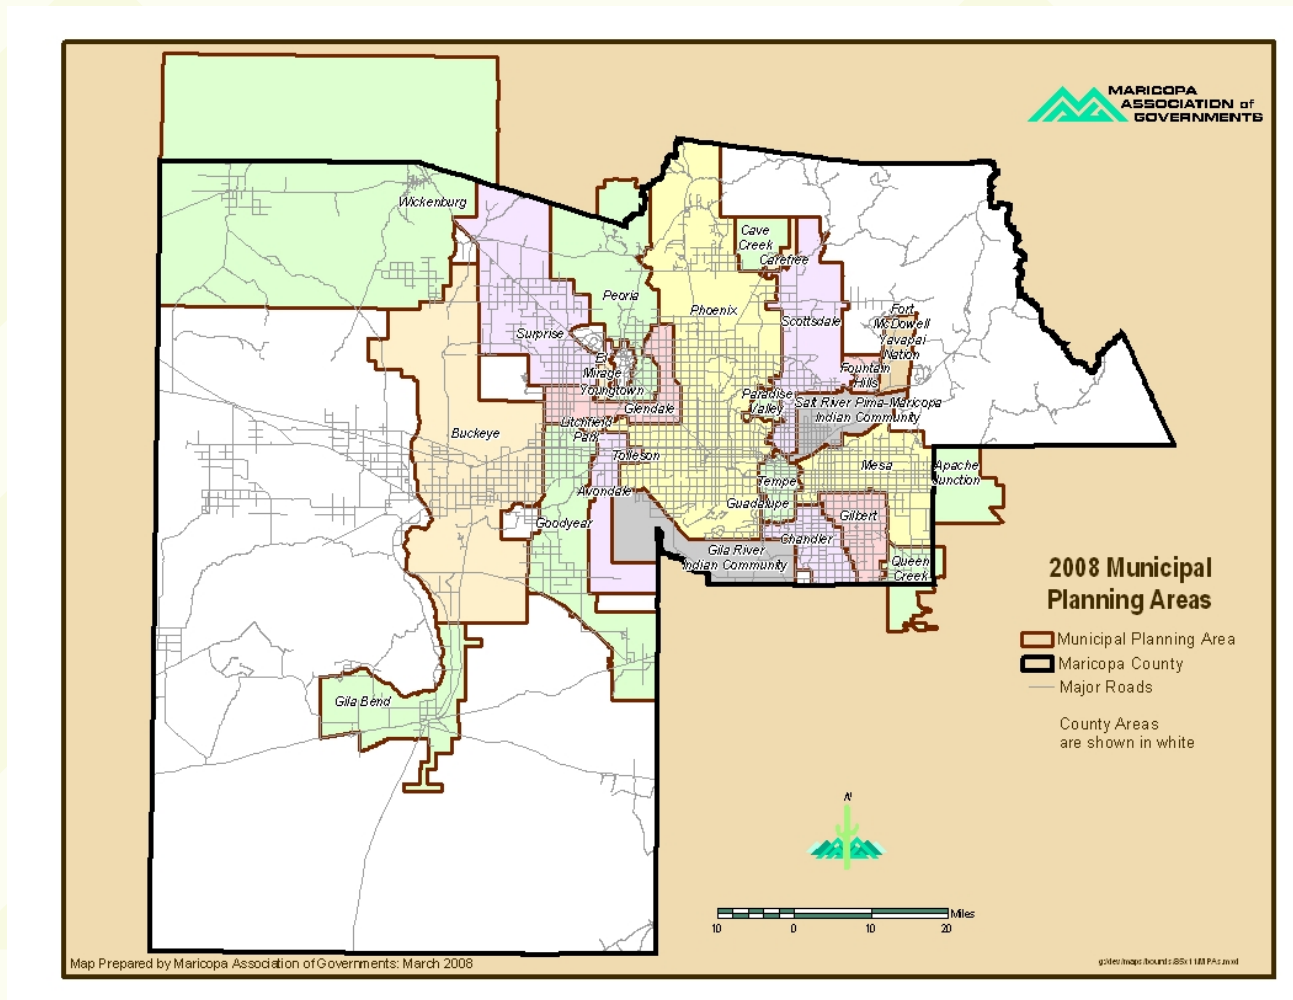 MARICOPA
ASSOCIATION of
GOVERNMENTS
Wickenburg
Cave
Creek
Carefree
Peoria
Phoenix
Scottsdale
Fort
McDowell
Yavapai
Nation
Surprise
El
Mirage
Youngtown
Fountain
Hills
Paradise
Valley
Salt River Pima-Maricopa
Indian Community
Glendale
Litchfield
Park
Buckeye
Tolleson
Mesa
Apache
Junction
Tempe
Avondale
Guadalupe
Goodyear
Gilbert
Chandler
Gila River
Indian Community
Queen
Creek
Gila Bend
2008 Municipal
Planning Areas
Municipal Planning Area
Maricopa County
Major Roads
County Areas
are shown in white
N
Miles
10 0 10 20
Map Prepared by Maricopa Association of Governments: March 2008